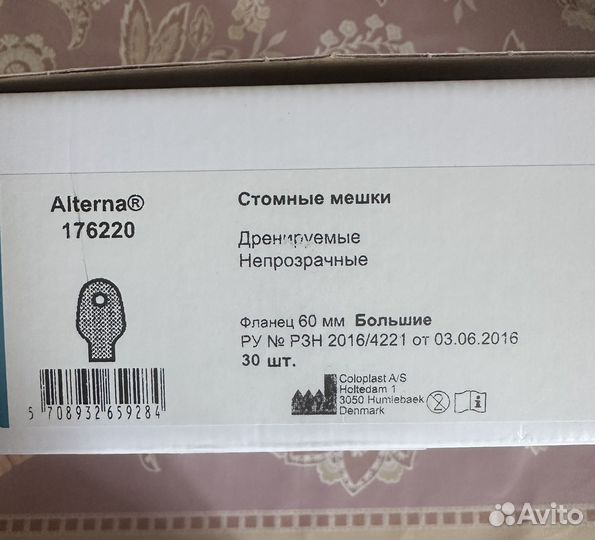 Alterna®
176220
Стомные мешки
Дренируемые
Непрозрачные
Фланец 60 мм Большие
РУ № РЗН 2016/4221 от 03.06.2016
30 шт.
Coloplast A/S
Holtedam 1
3050 Humlebaek
Denmark
5 708932 659284
Avito